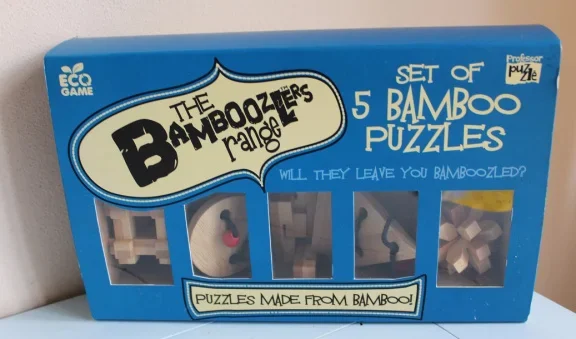 ECO
GAME
THE
BAMBOOZLERS
range
SET OF
5 BAMBOO
PUZZLES
Professor
PUZZLE
WILL THEY LEAVE YOU BAMBOOZLED?
PUZZLES MADE FROM BAMBOO!